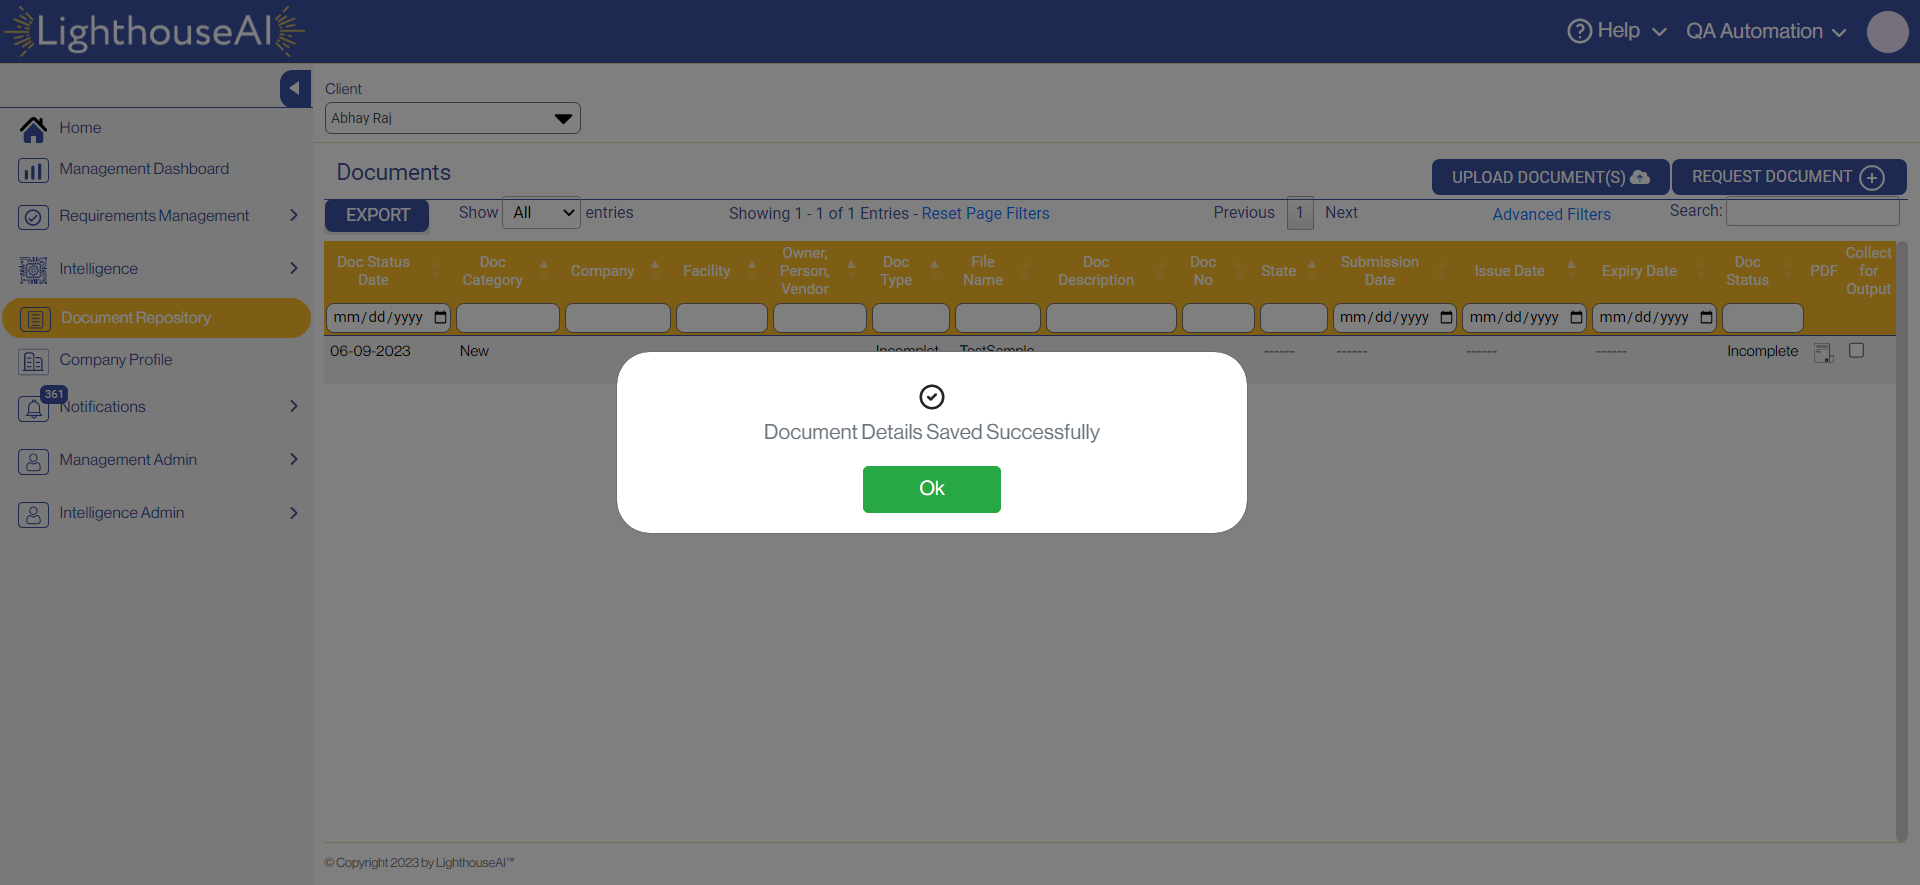 LighthouseAI
Help
QA Automation
Client
Abhay Raj
Home
Management Dashboard
Requirements Management
Intelligence
Document Repository
Company Profile
361
Notifications
Management Admin
Intelligence Admin
Documents
UPLOAD DOCUMENT(S)
REQUEST DOCUMENT
EXPORT
Show All entries
Showing 1 - 1 of 1 Entries - Reset Page Filters
Previous 1 Next
Advanced Filters
Search:
Doc Status
Date
Doc
Category
Company
Facility
Owner,
Person,
Vendor
Doc
Type
File
Name
Doc
Description
Doc
No
State
Submission
Date
Issue Date
Expiry Date
Doc
Status
PDF
Collect
for
Output
mm/dd/yyyy
mm/dd/yyyy
mm/dd/yyyy
mm/dd/yyyy
06-09-2023 New Incomplet TestSample ------ ------ ------ ------ Incomplete
Document Details Saved Successfully
Ok
© Copyright 2023 by LighthouseAI™